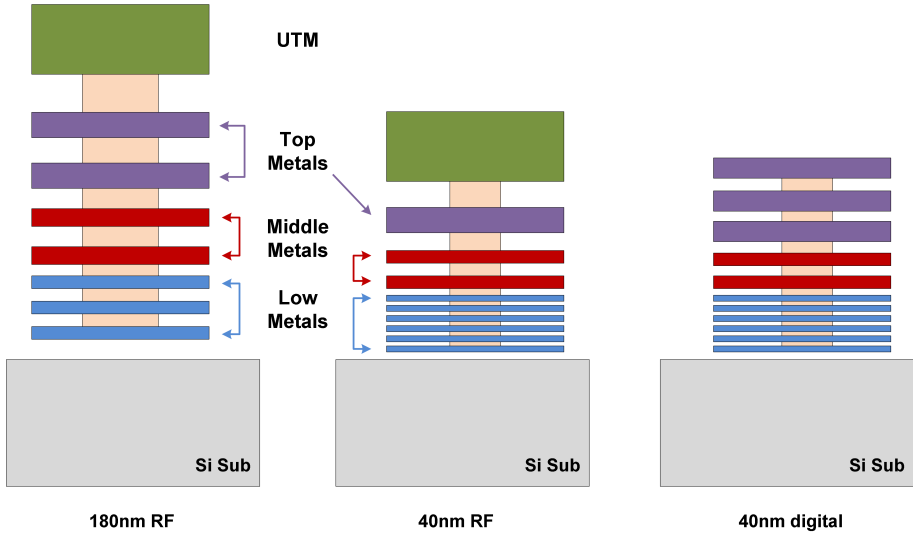 UTM
Top
Metals
Middle
Metals
Low
Metals
Si Sub
Si Sub
Si Sub
180nm RF
40nm RF
40nm digital